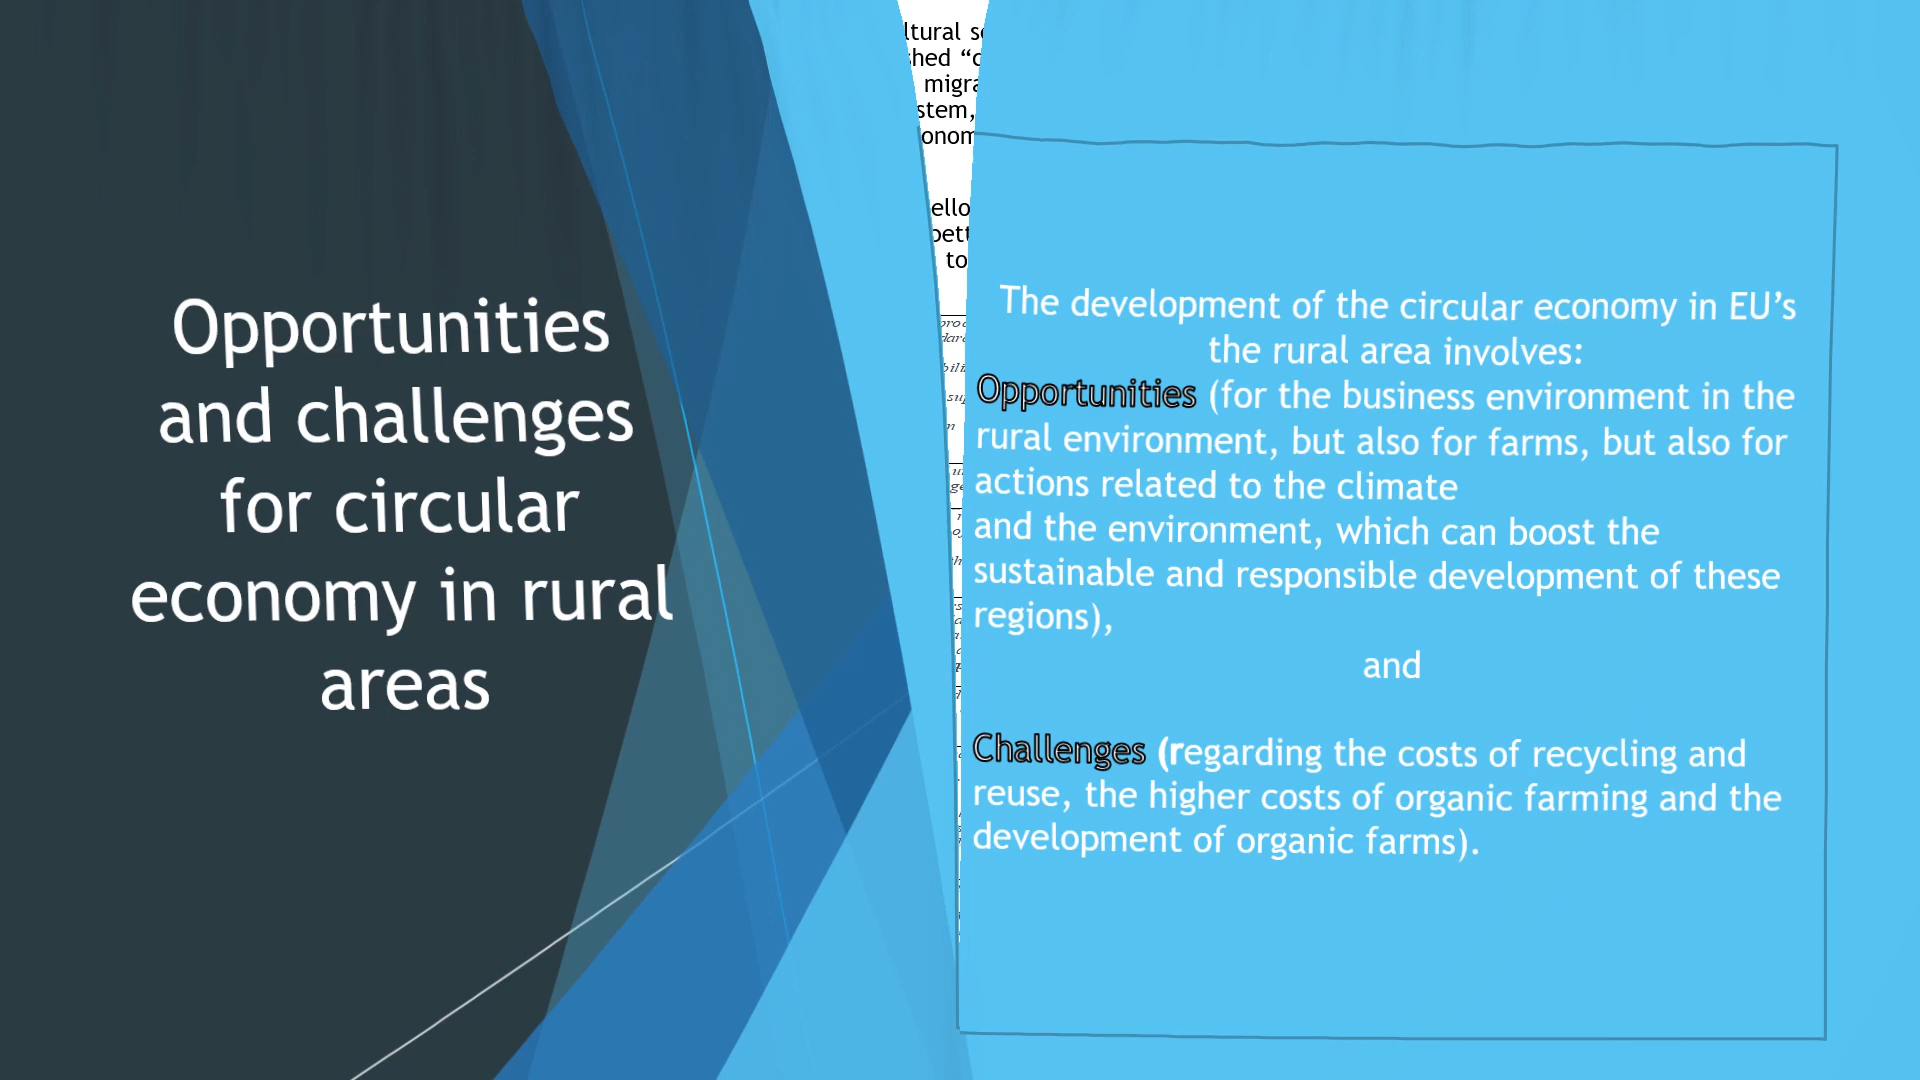 Opportunities
and challenges
for circular
economy in rural
areas
The development of the circular economy in EU’s
the rural area involves:
Opportunities (for the business environment in the
rural environment, but also for farms, but also for
actions related to the climate
and the environment, which can boost the
sustainable and responsible development of these
regions),
and
Challenges (regarding the costs of recycling and
reuse, the higher costs of organic farming and the
development of organic farms).